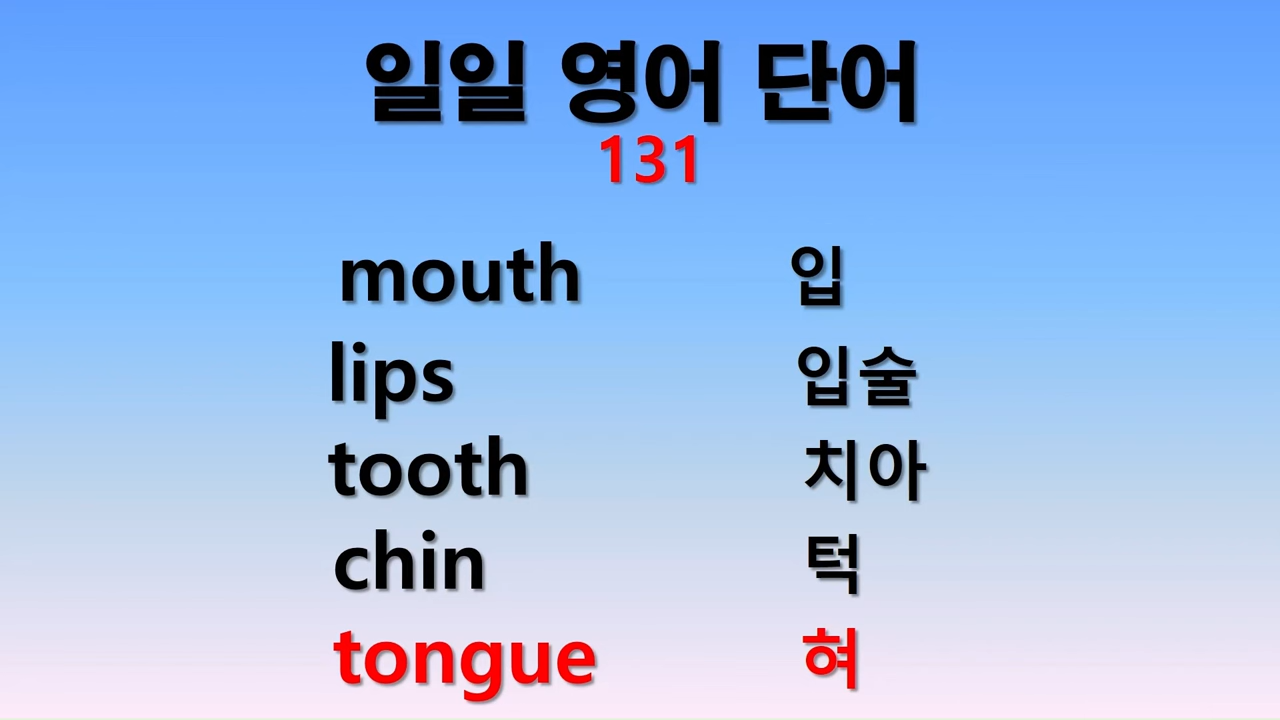 일일 영어 단어
131
mouth 입
lips 입술
tooth 치아
chin 턱
tongue 혀